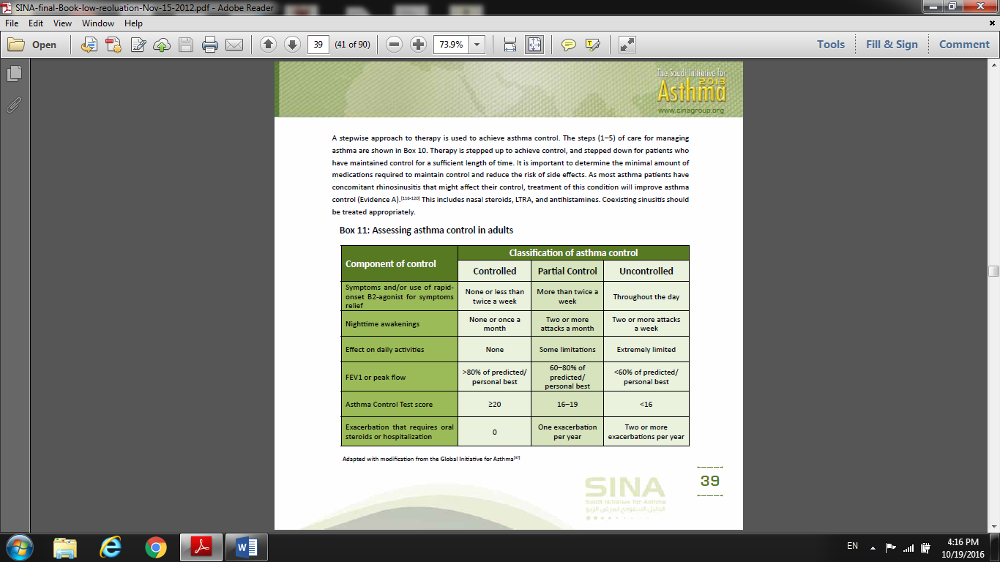 SINA-final-Book-low-reoluation-Nov-15-2012.pdf - Adobe Reader
File Edit View Window Help
Open 39 (41 of 90) 73.9% Tools Fill & Sign Comment
The Saudi Initiative for
2013
Asthma
www.sinagroup.org
A stepwise approach to therapy is used to achieve asthma control. The steps (1–5) of care for managing
asthma are shown in Box 10. Therapy is stepped up to achieve control, and stepped down for patients who
have maintained control for a sufficient length of time. It is important to determine the minimal amount of
medications required to maintain control and reduce the risk of side effects. As most asthma patients have
concomitant rhinosinusitis that might affect their control, treatment of this condition will improve asthma
control (Evidence A).[116-120] This includes nasal steroids, LTRA, and antihistamines. Coexisting sinusitis should
be treated appropriately.
Box 11: Assessing asthma control in adults
Component of control
Classification of asthma control
Controlled Partial Control Uncontrolled
Symptoms and/or use of rapid-
onset B2-agonist for symptoms
relief
None or less than
twice a week
More than twice a
week
Throughout the day
Nighttime awakenings
None or once a
month
Two or more
attacks a month
Two or more attacks
a week
Effect on daily activities
None
Some limitations
Extremely limited
FEV1 or peak flow
>80% of predicted/
personal best
60–80% of
predicted/
personal best
<60% of predicted/
personal best
Asthma Control Test score
≥20
16–19
<16
Exacerbation that requires oral
steroids or hospitalization
0
One exacerbation
per year
Two or more
exacerbations per year
Adapted with modification from the Global Initiative for Asthma[37]
39
SINA
Saudi Initiative for Asthma
EN
4:16 PM
10/19/2016